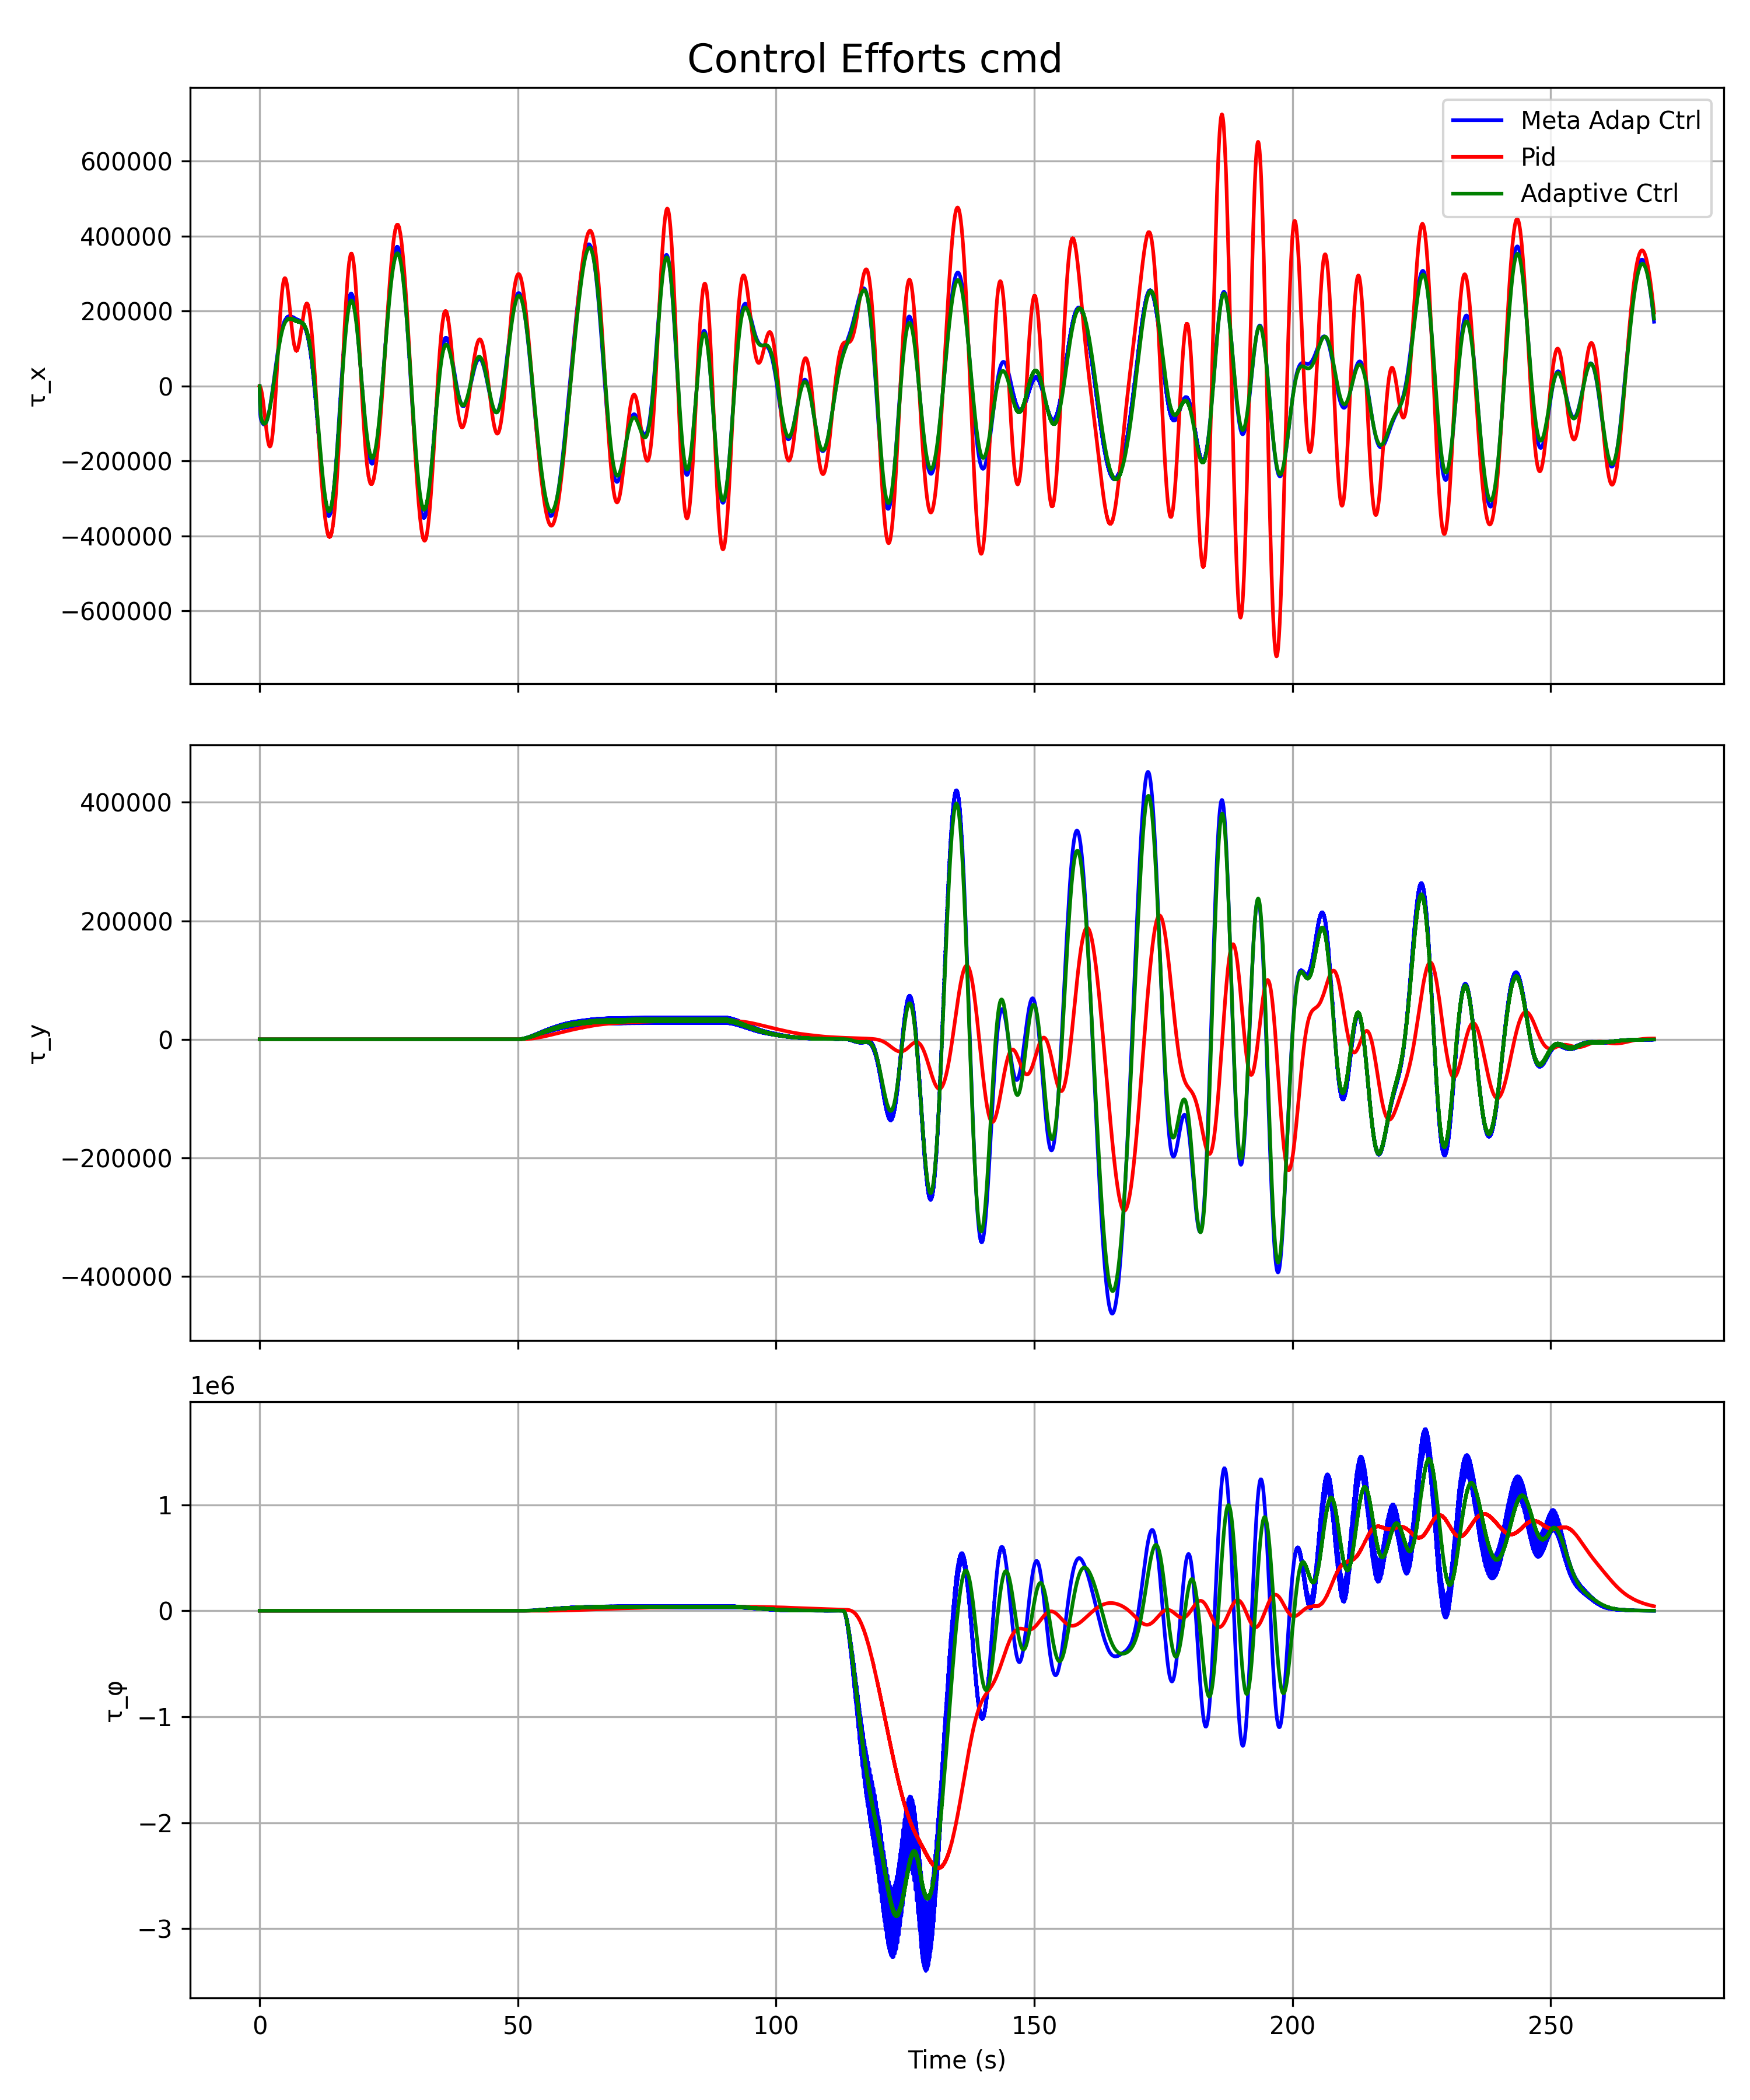 Control Efforts cmd
Meta Adap Ctrl
Pid
Adaptive Ctrl
τ_x
600000
400000
200000
0
−200000
−400000
−600000
τ_y
400000
200000
0
−200000
−400000
1e6
τ_φ
1
0
−1
−2
−3
0 50 100 150 200 250
Time (s)